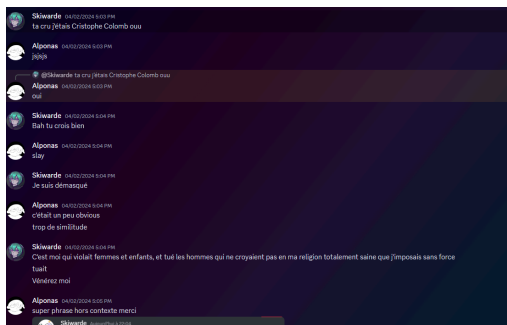 Skiwarde 04/02/2024 5:03 PM
ta cru j'étais Cristophe Colomb ouu
Alponas 04/02/2024 5:03 PM
jsjsjs
@Skiwarde ta cru j'étais Cristophe Colomb ouu
Alponas 04/02/2024 5:03 PM
oui
Skiwarde 04/02/2024 5:04 PM
Bah tu crois bien
Alponas 04/02/2024 5:04 PM
slay
Skiwarde 04/02/2024 5:04 PM
Je suis démasqué
Alponas 04/02/2024 5:04 PM
c'était un peu obvious
trop de similitude
Skiwarde 04/02/2024 5:04 PM
C'est moi qui violait femmes et enfants, et tué les hommes qui ne croyaient pas en ma religion totalement saine que j'imposais sans force
tuait
Vénérez moi
Alponas 04/02/2024 5:05 PM
super phrase hors contexte merci
Skiwarde